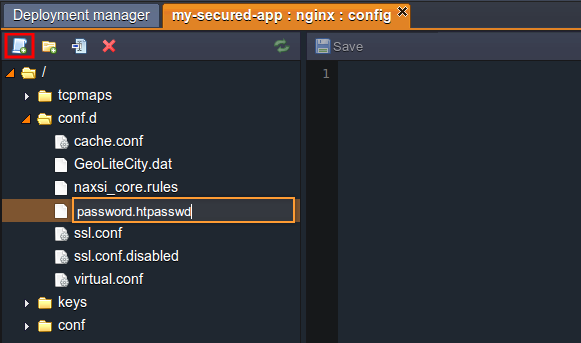 Deployment manager my-secured-app : nginx : config
Save
/
1
tcpmaps
conf.d
cache.conf
GeoLiteCity.dat
naxsi_core.rules
password.htpasswd
ssl.conf
ssl.conf.disabled
virtual.conf
keys
conf